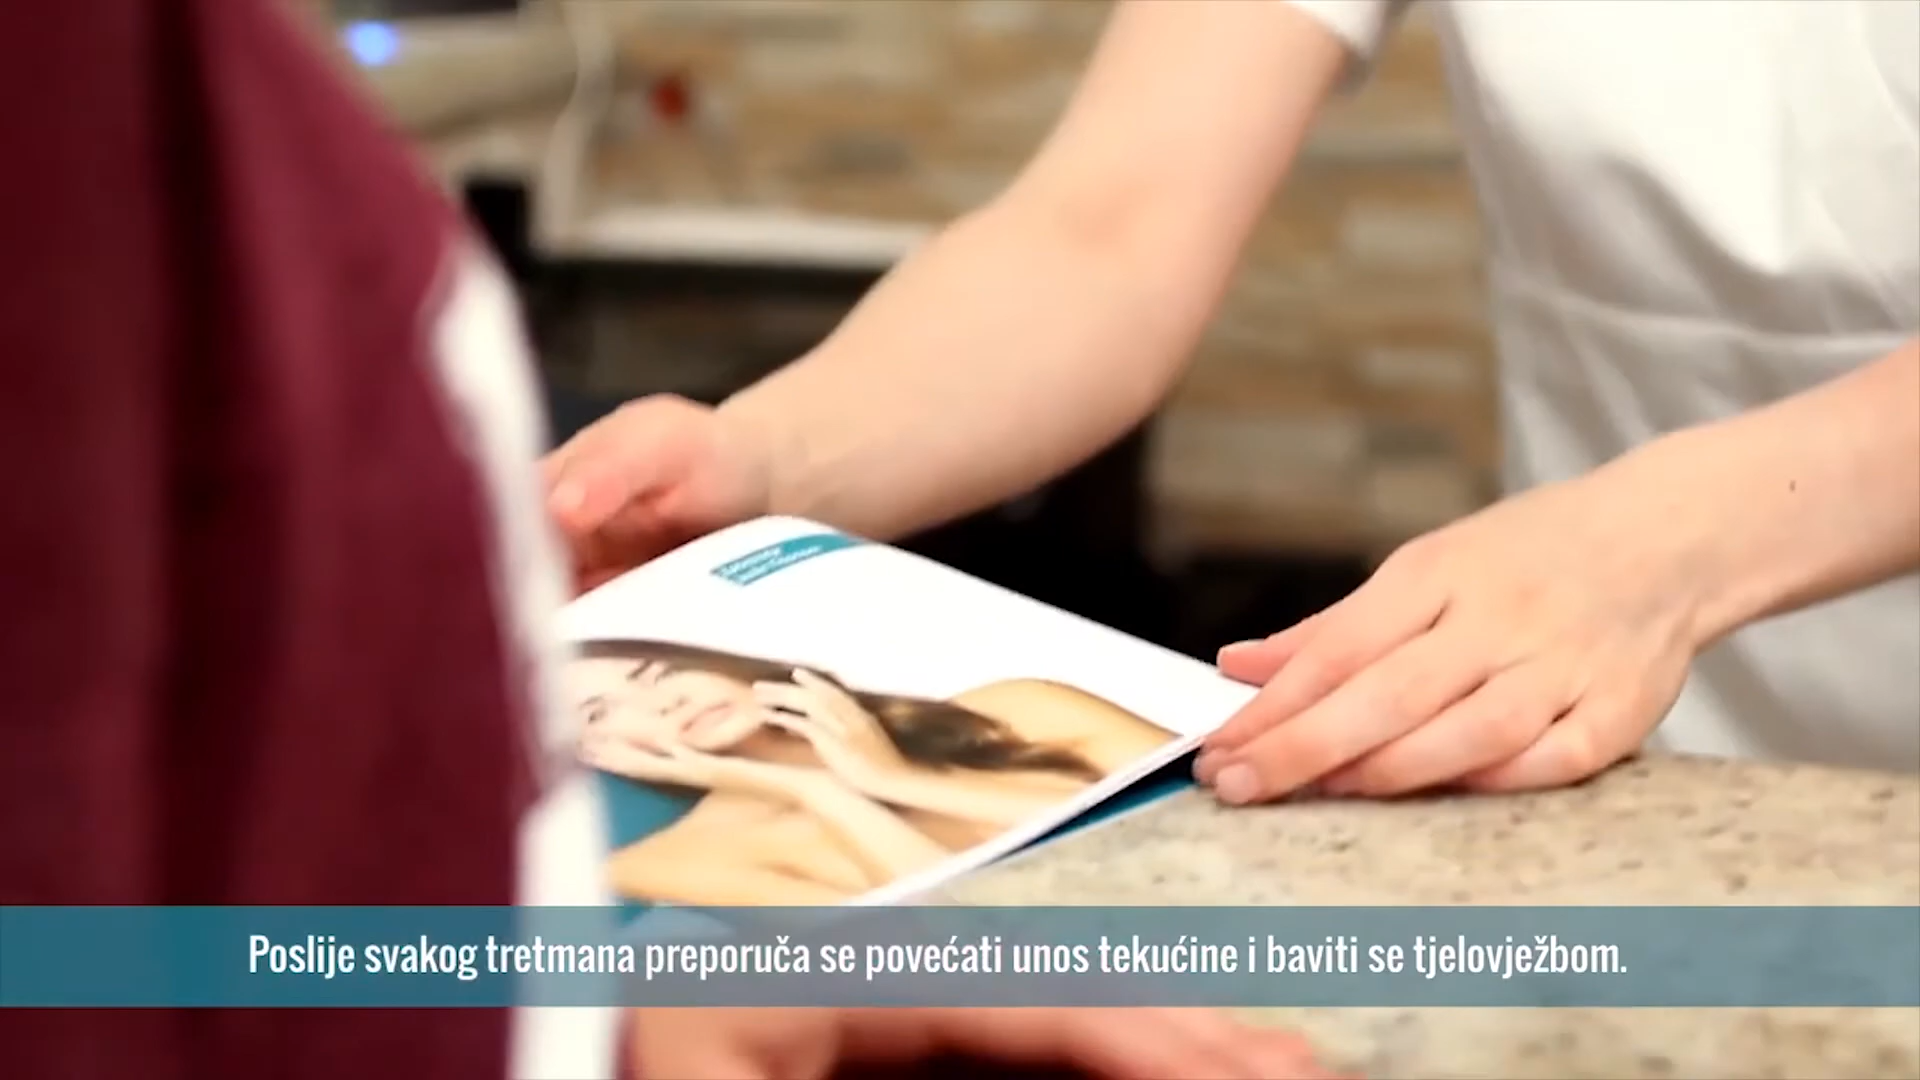 Poslije svakog tretmana preporuča se povećati unos tekućine i baviti se tjelovježbom.